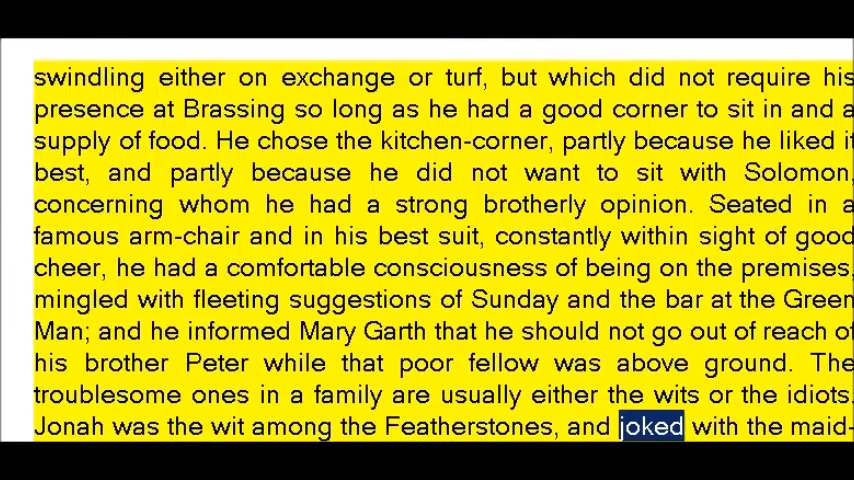 swindling either on exchange or turf, but which did not require his
presence at Brassing so long as he had a good corner to sit in and a
supply of food. He chose the kitchen-corner, partly because he liked it
best, and partly because he did not want to sit with Solomon,
concerning whom he had a strong brotherly opinion. Seated in a
famous arm-chair and in his best suit, constantly within sight of good
cheer, he had a comfortable consciousness of being on the premises,
mingled with fleeting suggestions of Sunday and the bar at the Green
Man; and he informed Mary Garth that he should not go out of reach of
his brother Peter while that poor fellow was above ground. The
troublesome ones in a family are usually either the wits or the idiots.
Jonah was the wit among the Featherstones, and joked with the maid-